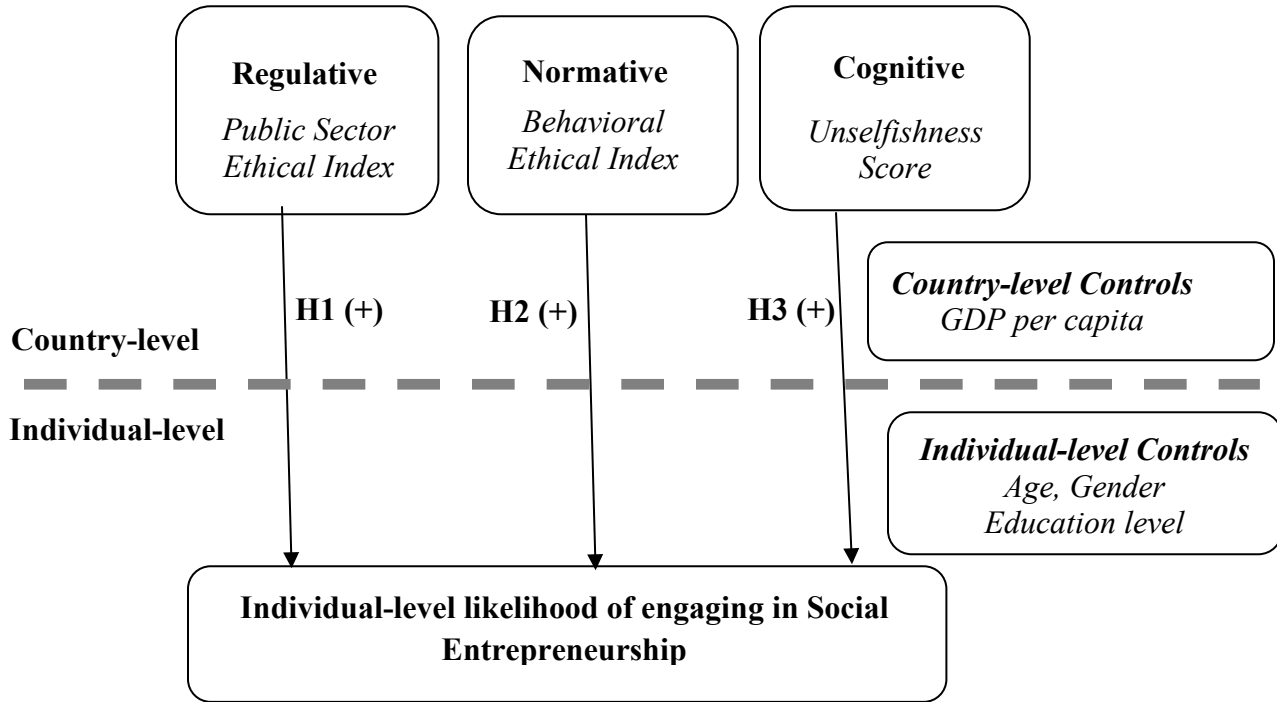 Regulative
Public Sector
Ethical Index
Normative
Behavioral
Ethical Index
Cognitive
Unselfishness
Score
H1 (+)
H2 (+)
H3 (+)
Country-level Controls
GDP per capita
Country-level
Individual-level
Individual-level Controls
Age, Gender
Education level
Individual-level likelihood of engaging in Social
Entrepreneurship